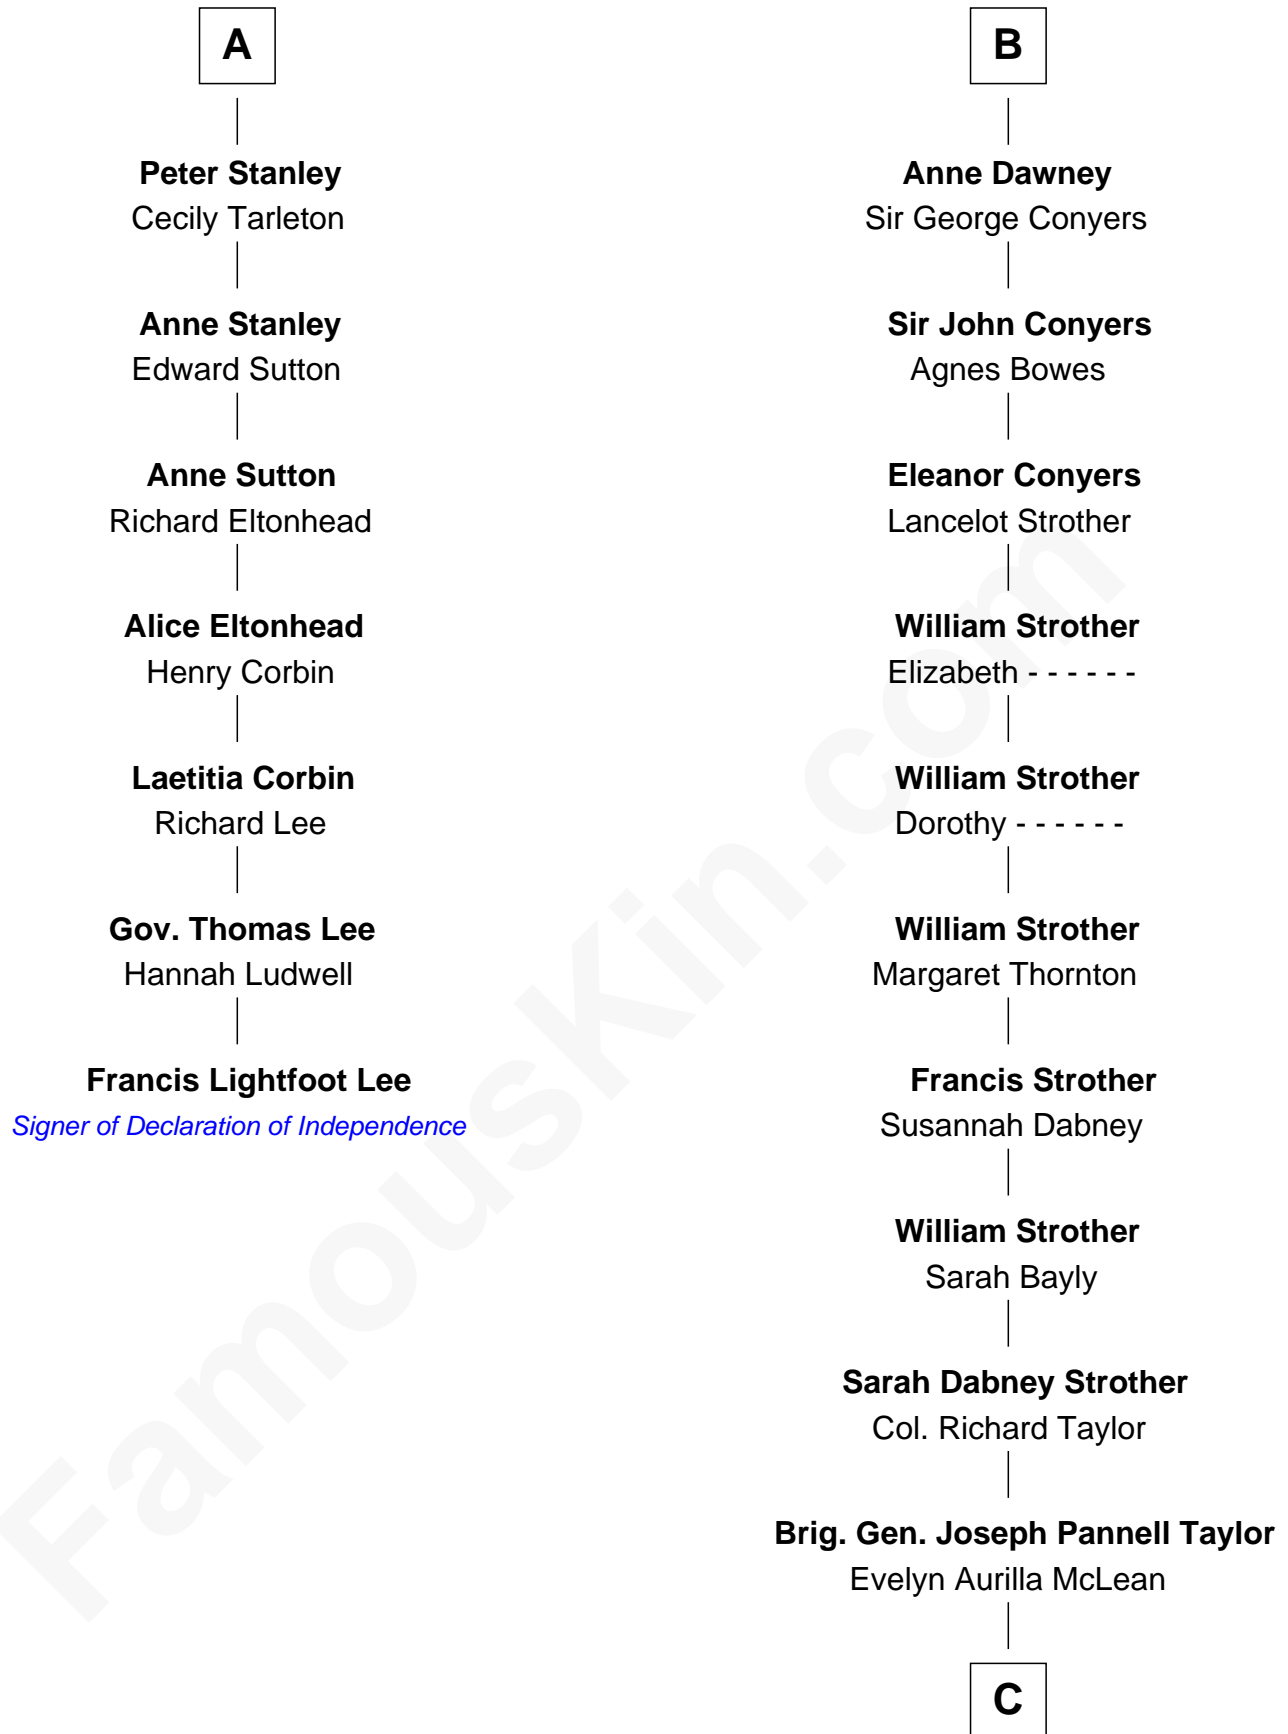 A
Peter Stanley
Cecily Tarleton
Anne Stanley
Edward Sutton
Anne Sutton
Richard Eltonhead
Alice Eltonhead
Henry Corbin
Laetitia Corbin
Richard Lee
Gov. Thomas Lee
Hannah Ludwell
Francis Lightfoot Lee
Signer of Declaration of Independence
B
Anne Dawney
Sir George Conyers
Sir John Conyers
Agnes Bowes
Eleanor Conyers
Lancelot Strother
William Strother
Elizabeth - - - - - -
William Strother
Dorothy - - - - - -
William Strother
Margaret Thornton
Francis Strother
Susannah Dabney
William Strother
Sarah Bayly
Sarah Dabney Strother
Col. Richard Taylor
Brig. Gen. Joseph Pannell Taylor
Evelyn Aurilla McLean
C
FamousKin.com